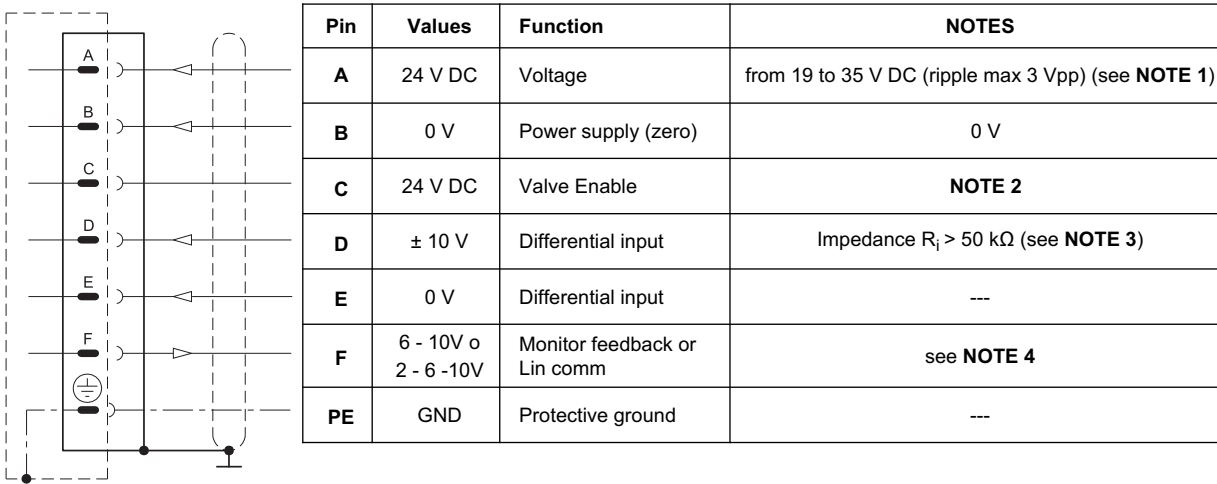 A
B
C
D
E
F
Pin Values Function NOTES
A 24 V DC Voltage from 19 to 35 V DC (ripple max 3 Vpp) (see NOTE 1)
B 0 V Power supply (zero) 0 V
C 24 V DC Valve Enable NOTE 2
D ± 10 V Differential input Impedance Ri > 50 kΩ (see NOTE 3)
E 0 V Differential input ---
F 6 - 10V o Monitor feedback or see NOTE 4
2 - 6 -10V Lin comm
PE GND Protective ground ---